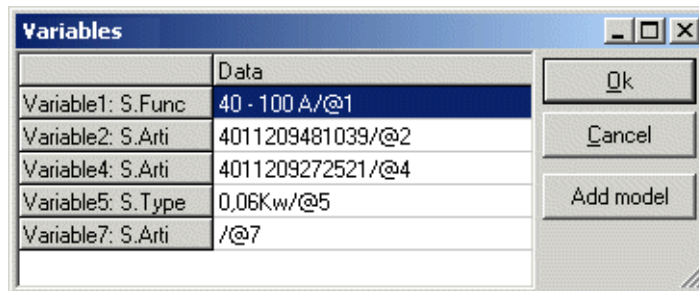 Variables
Data
Ok
Variable1: S.Func 40 - 100 A/@1
Variable2: S.Arti 4011209481039/@2
Cancel
Variable4: S.Arti 4011209272521/@4
Variable5: S.Type 0,06Kw/@5
Add model
Variable7: S.Arti /@7